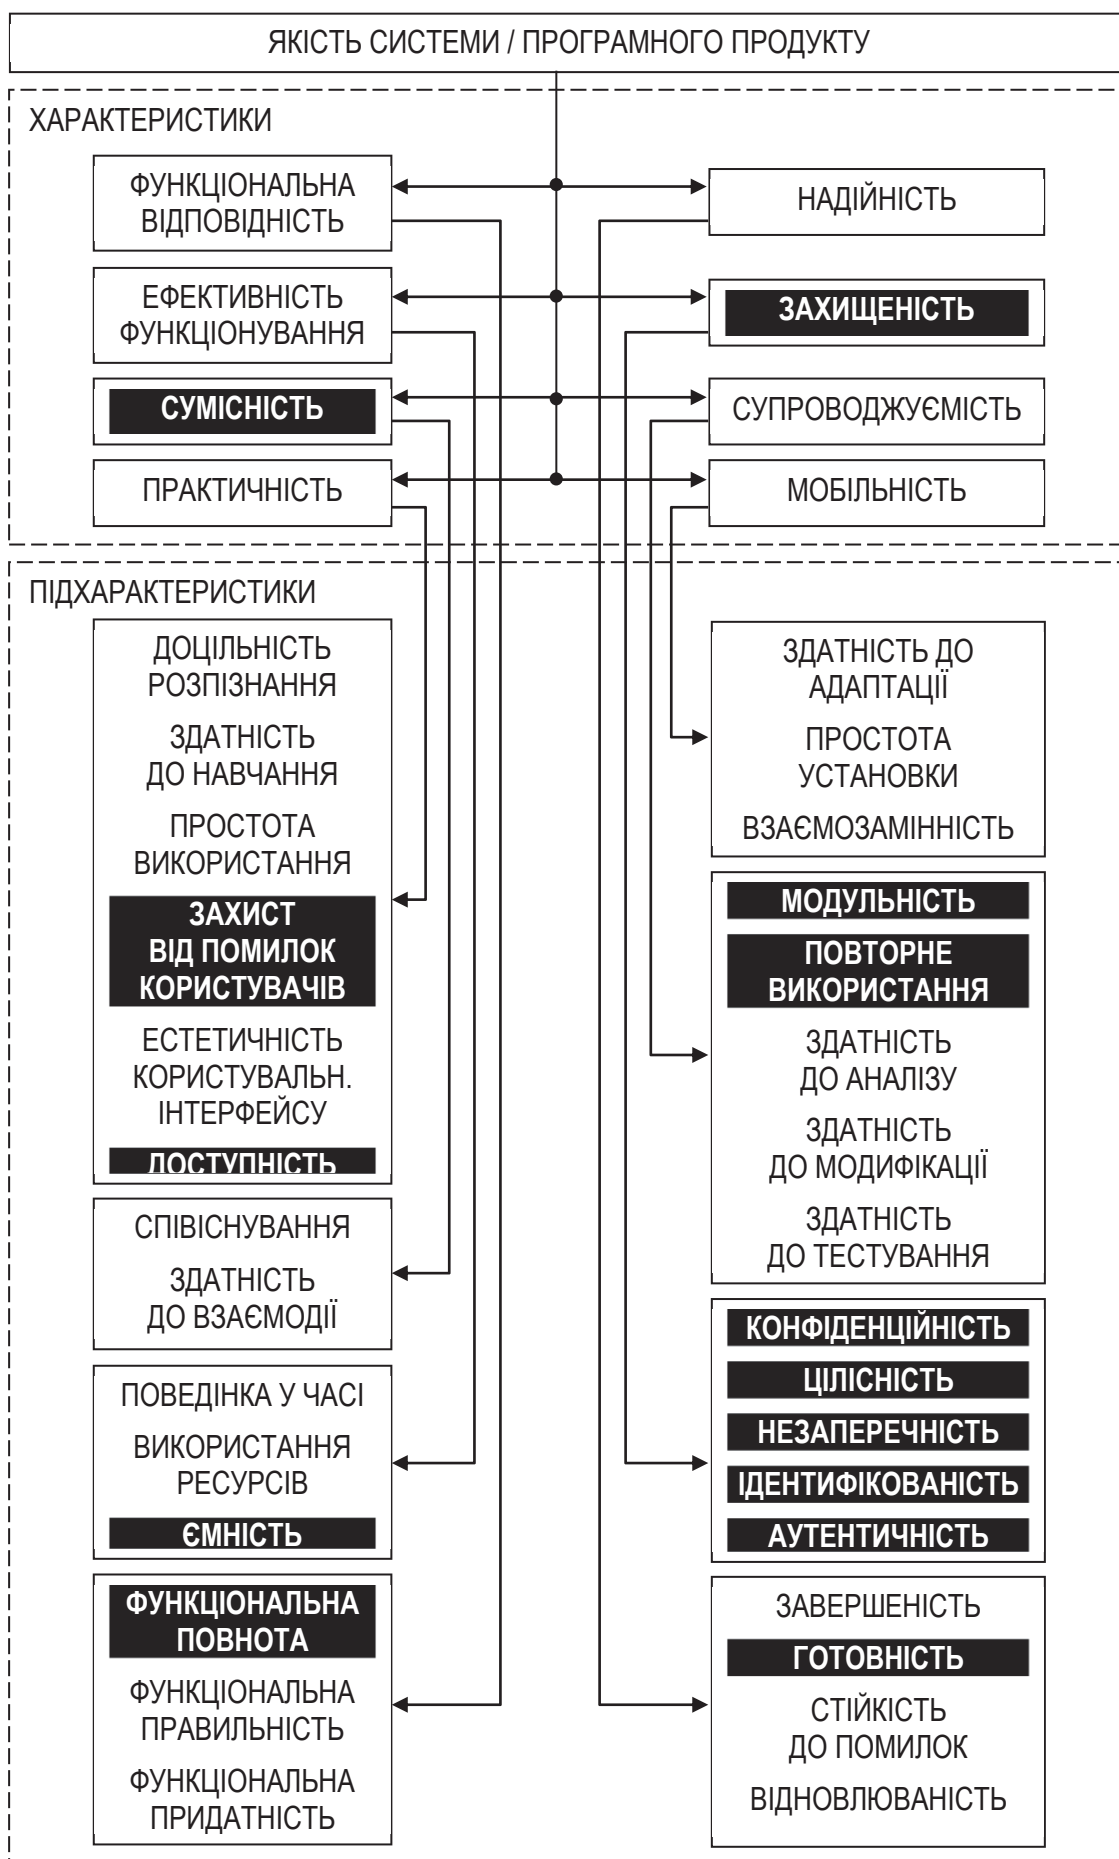 ЯКІСТЬ СИСТЕМИ / ПРОГРАМНОГО ПРОДУКТУ
ХАРАКТЕРИСТИКИ
ФУНКЦІОНАЛЬНА
ВІДПОВІДНІСТЬ
НАДІЙНІСТЬ
ЕФЕКТИВНІСТЬ
ФУНКЦІОНУВАННЯ
ЗАХИЩЕНІСТЬ
СУМІСНІСТЬ
СУПРОВОДЖУЄМІСТЬ
ПРАКТИЧНІСТЬ
МОБІЛЬНІСТЬ
ПІДХАРАКТЕРИСТИКИ
ДОЦІЛЬНІСТЬ
РОЗПІЗНАННЯ
ЗДАТНІСТЬ
ДО НАВЧАННЯ
ПРОСТОТА
ВИКОРИСТАННЯ
ЗАХИСТ
ВІД ПОМИЛОК
КОРИСТУВАЧІВ
ЕСТЕТИЧНІСТЬ
КОРИСТУВАЛЬН.
ІНТЕРФЕЙСУ
ДОСТУПНІСТЬ
СПІВІСНУВАННЯ
ЗДАТНІСТЬ
ДО ВЗАЄМОДІЇ
ПОВЕДІНКА У ЧАСІ
ВИКОРИСТАННЯ
РЕСУРСІВ
ЄМНІСТЬ
ФУНКЦІОНАЛЬНА
ПОВНОТА
ФУНКЦІОНАЛЬНА
ПРАВИЛЬНІСТЬ
ФУНКЦІОНАЛЬНА
ПРИДАТНІСТЬ
ЗДАТНІСТЬ ДО
АДАПТАЦІЇ
ПРОСТОТА
УСТАНОВКИ
ВЗАЄМОЗАМІННІСТЬ
МОДУЛЬНІСТЬ
ПОВТОРНЕ
ВИКОРИСТАННЯ
ЗДАТНІСТЬ
ДО АНАЛІЗУ
ЗДАТНІСТЬ
ДО МОДИФІКАЦІЇ
ЗДАТНІСТЬ
ДО ТЕСТУВАННЯ
КОНФІДЕНЦІЙНІСТЬ
ЦІЛІСНІСТЬ
НЕЗАПЕРЕЧНІСТЬ
ІДЕНТИФІКОВАНІСТЬ
АУТЕНТИЧНІСТЬ
ЗАВЕРШЕНІСТЬ
ГОТОВНІСТЬ
СТІЙКІСТЬ
ДО ПОМИЛОК
ВІДНОВЛЮВАНІСТЬ